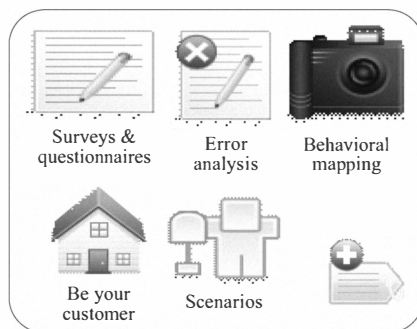 Surveys &
questionnaires
Error
analysis
Behavioral
mapping
Be your
customer
Scenarios